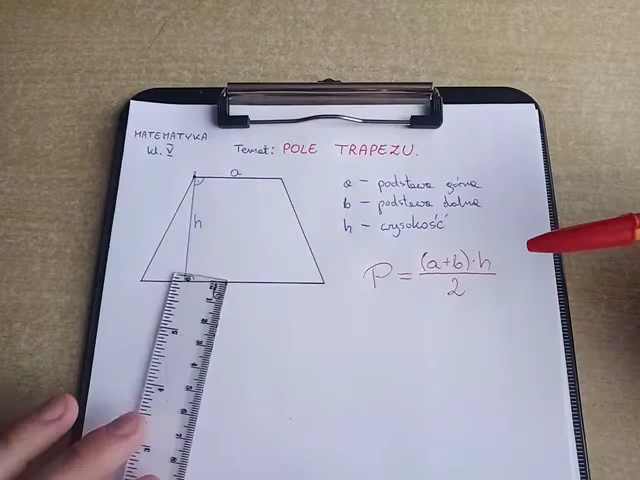 MATEMATYKA
kl. V
Temat: POLE TRAPEZU.
a
h
a – podstawa górna
b – podstawa dolna
h – wysokość
P = (a+b)·h
2